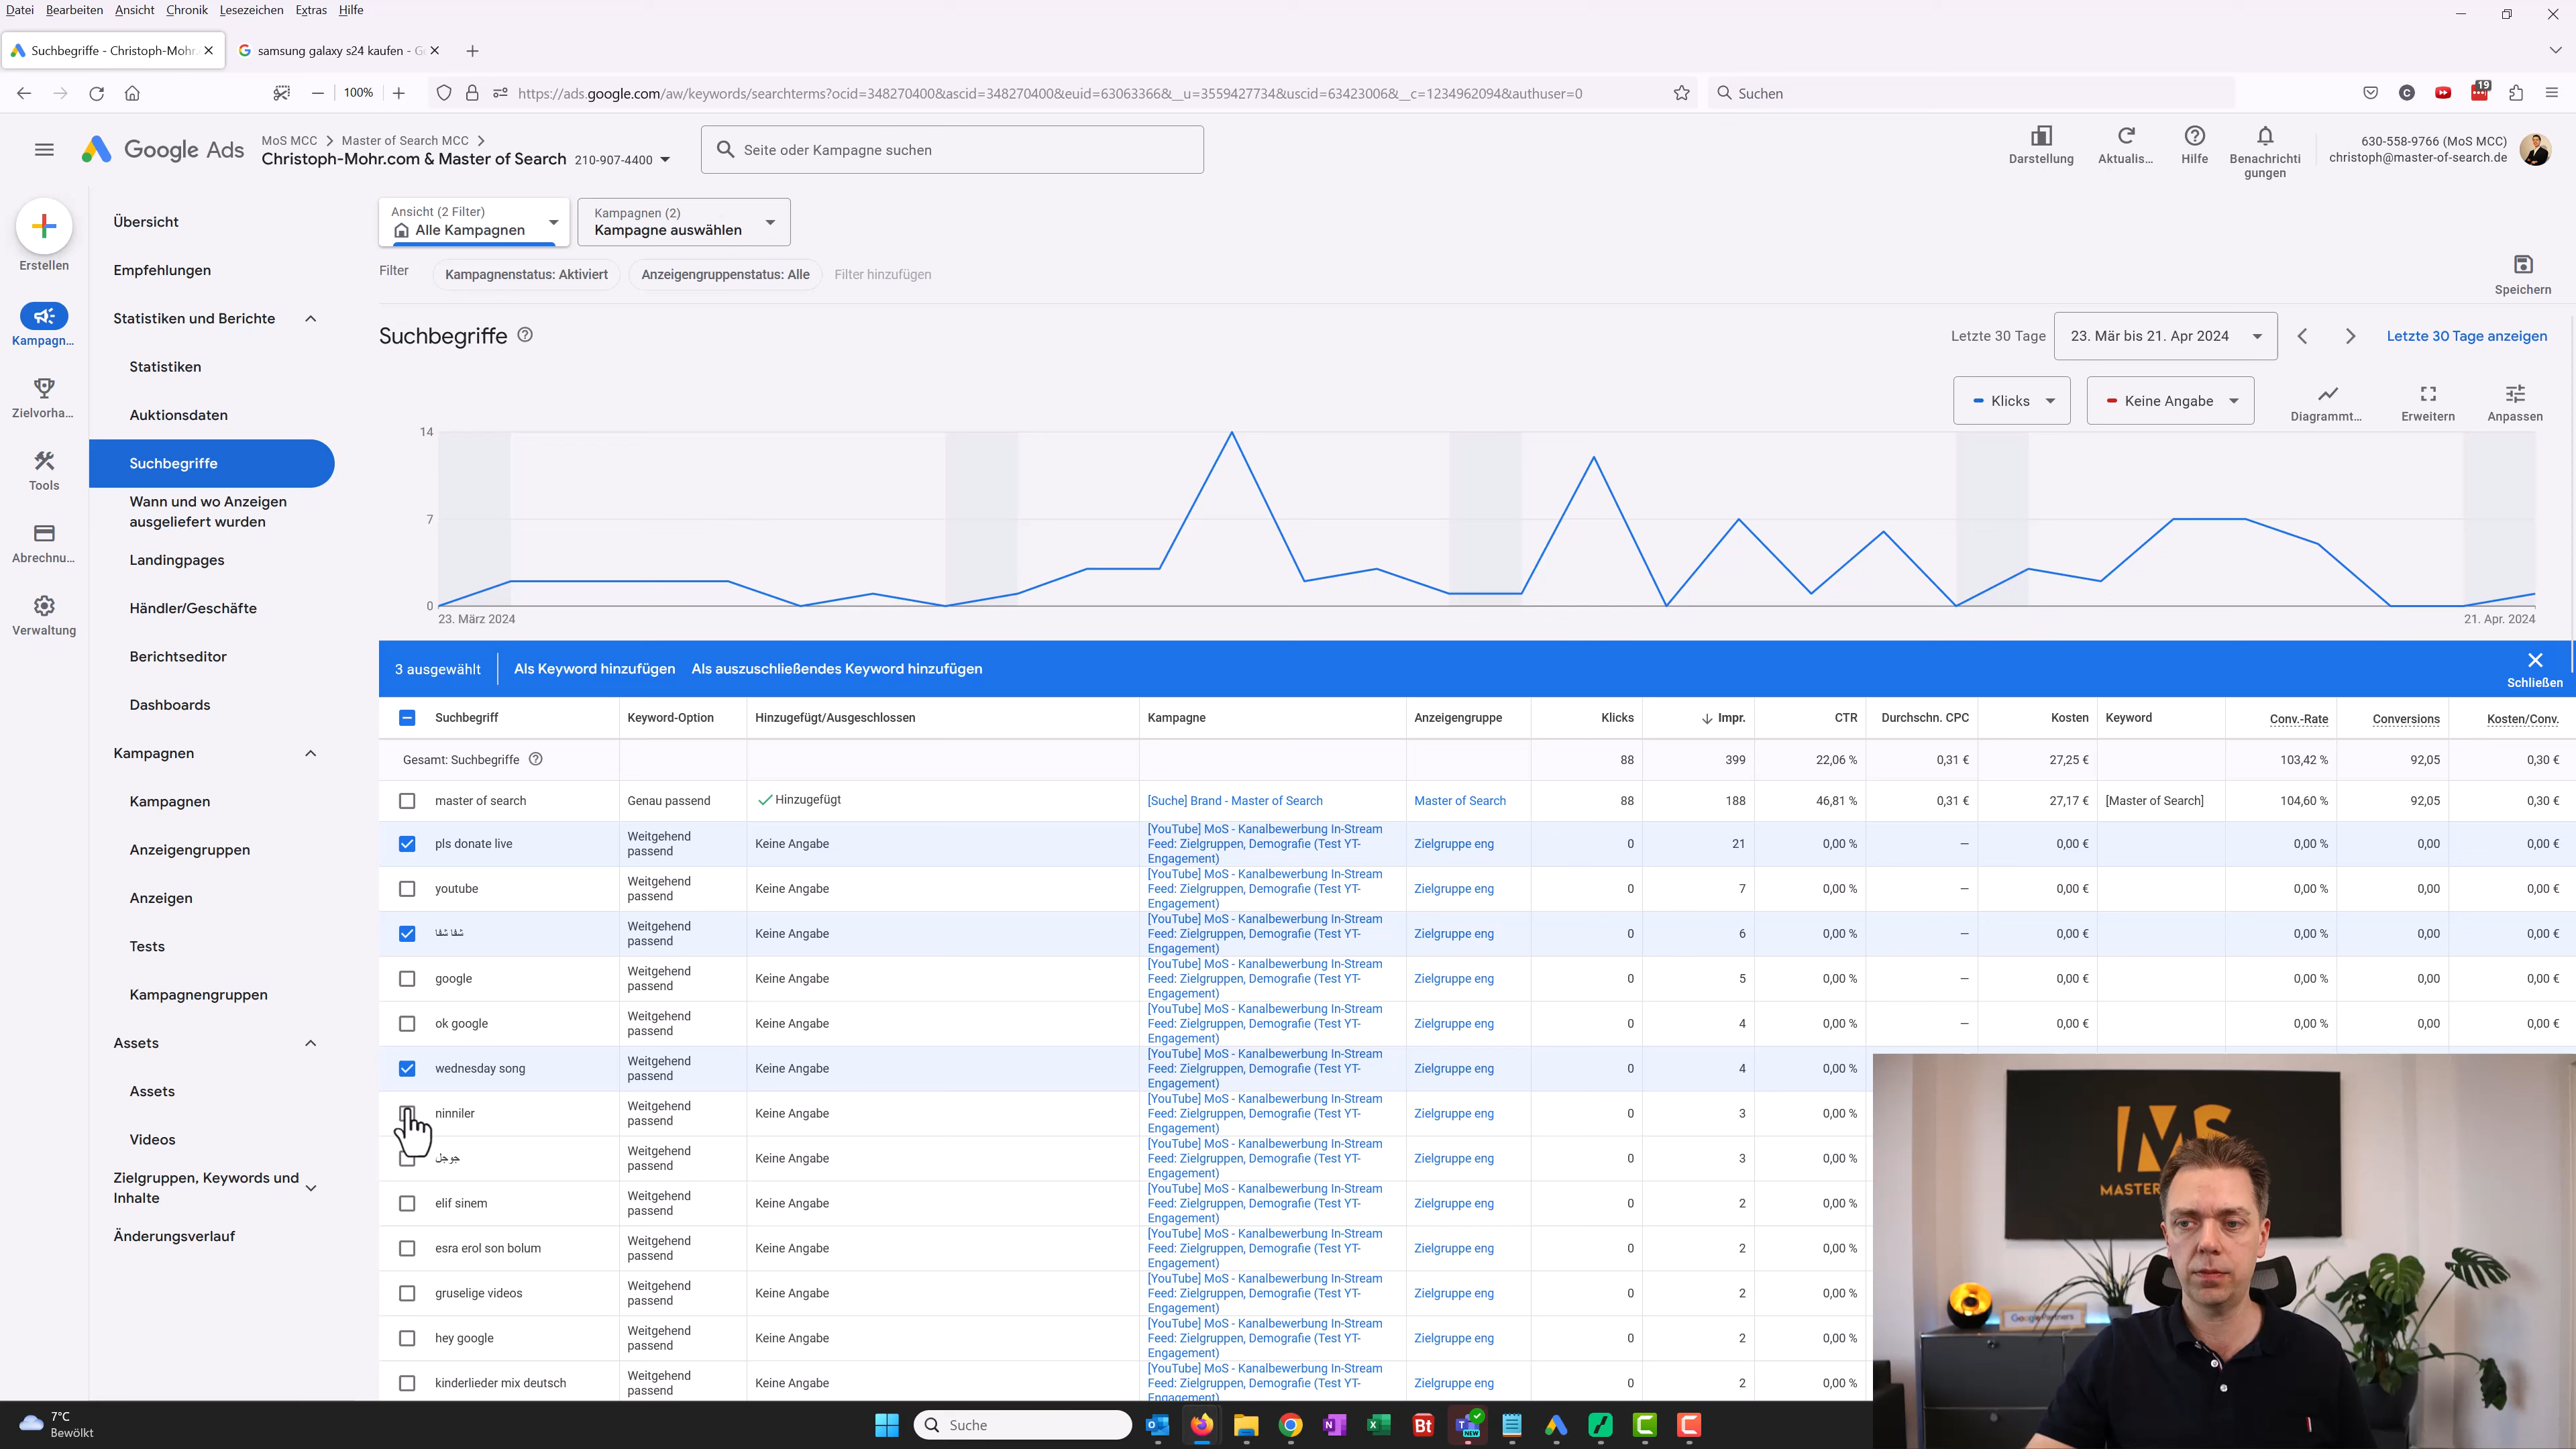 Datei Bearbeiten Ansicht Chronik Lesezeichen Extras Hilfe
Suchbegriffe - Christoph-Mohr.
samsung galaxy s24 kaufen - G
100%
https://ads.google.com/aw/keywords/searchterms?ocid=348270400&ascid=348270400&euid=63063366&__u=3559427734&uscid=63423006&__c=1234962094&authuser=0
Suchen
19
Google Ads
MoS MCC Master of Search MCC
Christoph-Mohr.com & Master of Search 210-907-4400
Seite oder Kampagne suchen
Darstellung
Aktualis...
Hilfe
Benachrichti
gungen
630-558-9766 (MoS MCC)
christoph@master-of-search.de
Erstellen
Kampagn...
Zielvorha...
Tools
Abrechnu...
Verwaltung
Übersicht
Empfehlungen
Statistiken und Berichte
Statistiken
Auktionsdaten
Suchbegriffe
Wann und wo Anzeigen
ausgeliefert wurden
Landingpages
Händler/Geschäfte
Berichtseditor
Dashboards
Kampagnen
Kampagnen
Anzeigengruppen
Anzeigen
Tests
Kampagnengruppen
Assets
Assets
Videos
Zielgruppen, Keywords und
Inhalte
Änderungsverlauf
Ansicht (2 Filter)
Alle Kampagnen
Kampagnen (2)
Kampagne auswählen
Filter
Kampagnenstatus: Aktiviert
Anzeigengruppenstatus: Alle
Filter hinzufügen
Speichern
Suchbegriffe
Letzte 30 Tage
23. Mär bis 21. Apr 2024
Letzte 30 Tage anzeigen
Klicks
Keine Angabe
Diagrammt...
Erweitern
Anpassen
14
7
0
23. März 2024
21. Apr. 2024
3 ausgewählt
Als Keyword hinzufügen
Als auszuschließendes Keyword hinzufügen
Schließen
Suchbegriff Keyword-Option Hinzugefügt/Ausgeschlossen Kampagne Anzeigengruppe Klicks Impr. CTR Durchschn. CPC Kosten Keyword Conv.-Rate Conversions Kosten/Conv.
Gesamt: Suchbegriffe 88 399 22,06 % 0,31 € 27,25 € 103,42 % 92,05 0,30 €
master of search Genau passend Hinzugefügt [Suche] Brand - Master of Search Master of Search 88 188 46,81 % 0,31 € 27,17 € [Master of Search] 104,60 % 92,05 0,30 €
pls donate live Weitgehend passend Keine Angabe [YouTube] MoS - Kanalbewerbung In-Stream Feed: Zielgruppen, Demografie (Test YT-Engagement) Zielgruppe eng 0 21 0,00 % — 0,00 € 0,00 % 0,00 0,00 €
youtube Weitgehend passend Keine Angabe [YouTube] MoS - Kanalbewerbung In-Stream Feed: Zielgruppen, Demografie (Test YT-Engagement) Zielgruppe eng 0 7 0,00 % — 0,00 € 0,00 % 0,00 0,00 €
شفا شفا Weitgehend passend Keine Angabe [YouTube] MoS - Kanalbewerbung In-Stream Feed: Zielgruppen, Demografie (Test YT-Engagement) Zielgruppe eng 0 6 0,00 % — 0,00 € 0,00 % 0,00 0,00 €
google Weitgehend passend Keine Angabe [YouTube] MoS - Kanalbewerbung In-Stream Feed: Zielgruppen, Demografie (Test YT-Engagement) Zielgruppe eng 0 5 0,00 % — 0,00 € 0,00 % 0,00 0,00 €
ok google Weitgehend passend Keine Angabe [YouTube] MoS - Kanalbewerbung In-Stream Feed: Zielgruppen, Demografie (Test YT-Engagement) Zielgruppe eng 0 4 0,00 % — 0,00 € 0,00 % 0,00 0,00 €
wednesday song Weitgehend passend Keine Angabe [YouTube] MoS - Kanalbewerbung In-Stream Feed: Zielgruppen, Demografie (Test YT-Engagement) Zielgruppe eng 0 4 0,00 %
ninniler Weitgehend passend Keine Angabe [YouTube] MoS - Kanalbewerbung In-Stream Feed: Zielgruppen, Demografie (Test YT-Engagement) Zielgruppe eng 0 3 0,00 %
جوجل Weitgehend passend Keine Angabe [YouTube] MoS - Kanalbewerbung In-Stream Feed: Zielgruppen, Demografie (Test YT-Engagement) Zielgruppe eng 0 3 0,00 %
elif sinem Weitgehend passend Keine Angabe [YouTube] MoS - Kanalbewerbung In-Stream Feed: Zielgruppen, Demografie (Test YT-Engagement) Zielgruppe eng 0 2 0,00 %
esra erol son bolum Weitgehend passend Keine Angabe [YouTube] MoS - Kanalbewerbung In-Stream Feed: Zielgruppen, Demografie (Test YT-Engagement) Zielgruppe eng 0 2 0,00 %
gruselige videos Weitgehend passend Keine Angabe [YouTube] MoS - Kanalbewerbung In-Stream Feed: Zielgruppen, Demografie (Test YT-Engagement) Zielgruppe eng 0 2 0,00 %
hey google Weitgehend passend Keine Angabe [YouTube] MoS - Kanalbewerbung In-Stream Feed: Zielgruppen, Demografie (Test YT-Engagement) Zielgruppe eng 0 2 0,00 %
kinderlieder mix deutsch Weitgehend passend Keine Angabe [YouTube] MoS - Kanalbewerbung In-Stream Feed: Zielgruppen, Demografie (Test YT-Engagement) Zielgruppe eng 0 2 0,00 %
MS
MASTER
Google Partners
7°C
Bewölkt
Suche
Bt
NEW